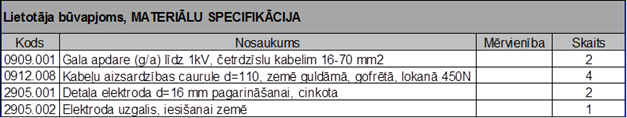 Lietotāja būvapjoms, MATERIĀLU SPECIFIKĀCIJA
Kods Nosaukums Mērvienība Skaits
0909.001 Gala apdare (g/a) līdz 1kV, četrdzīslu kabelim 16-70 mm2 2
0912.008 Kabeļu aizsardzības caurule d=110, zemē guldāmā, gofrētā, lokanā 450N 4
2905.001 Detaļa elektroda d=16 mm pagarināšanai, cinkota 2
2905.002 Elektroda uzgalis, iesišanai zemē 1